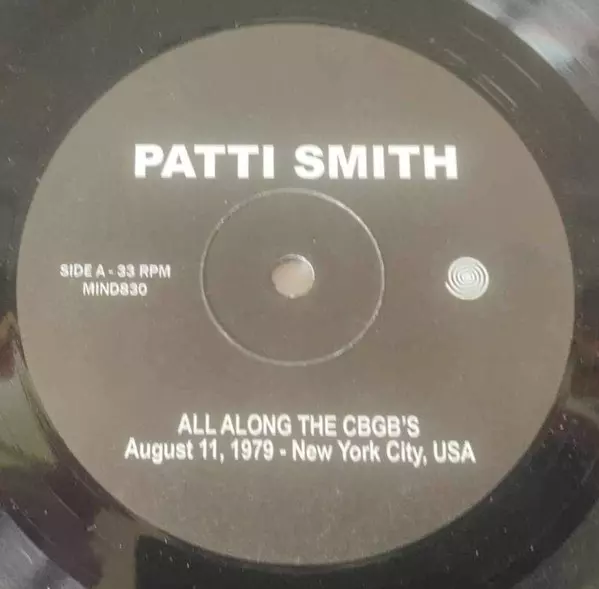 PATTI SMITH
SIDE A - 33 RPM
MIND830
ALL ALONG THE CBGB'S
August 11, 1979 - New York City, USA